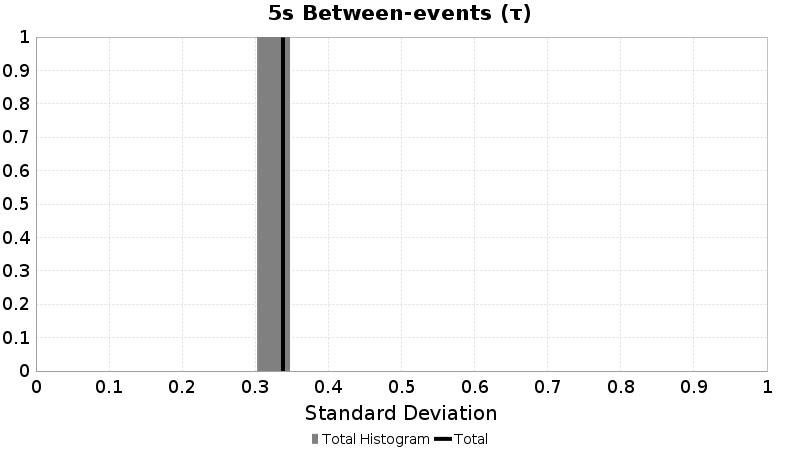 5s Between-events (τ)
1
0.9
0.8
0.7
0.6
0.5
0.4
0.3
0.2
0.1
0
0 0.1 0.2 0.3 0.4 0.5 0.6 0.7 0.8 0.9 1
Standard Deviation
Total Histogram Total